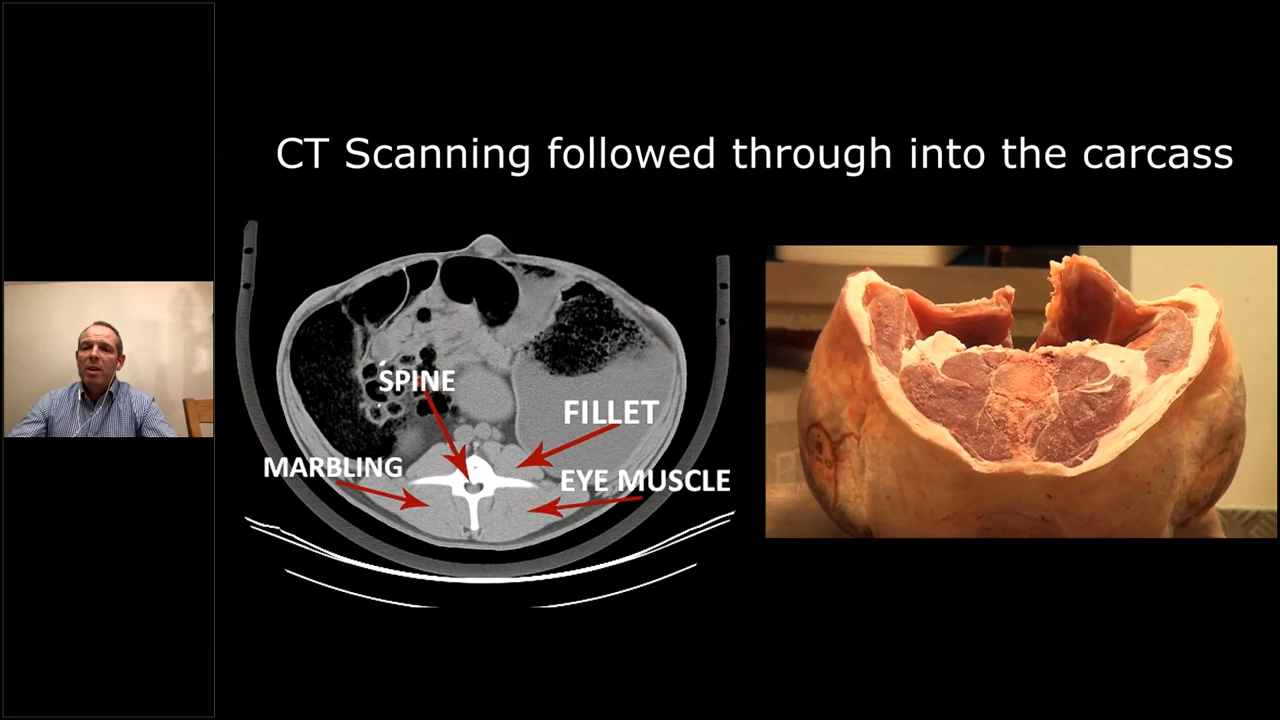 CT Scanning followed through into the carcass
SPINE
FILLET
MARBLING
EYE MUSCLE